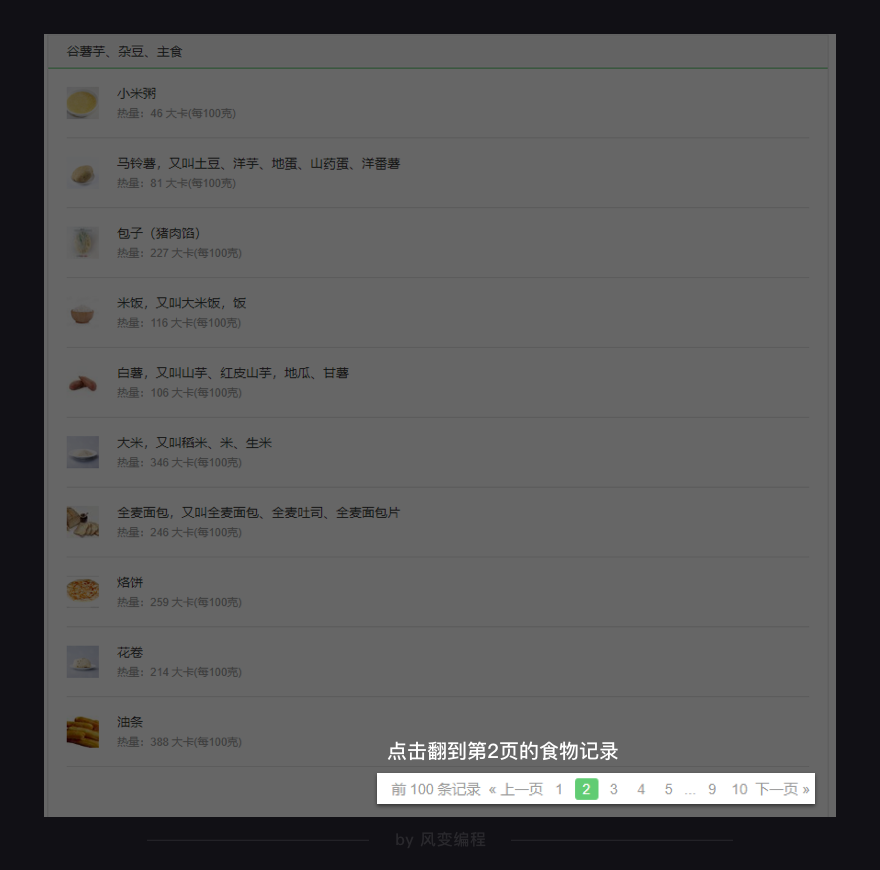 谷薯芋、杂豆、主食
小米粥
热量：46 大卡(每100克)
马铃薯，又叫土豆、洋芋、地蛋、山药蛋、洋番薯
热量：81 大卡(每100克)
包子（猪肉馅）
热量：227 大卡(每100克)
米饭，又叫大米饭，饭
热量：116 大卡(每100克)
白薯，又叫山芋、红皮山芋，地瓜、甘薯
热量：106 大卡(每100克)
大米，又叫稻米、米、生米
热量：346 大卡(每100克)
全麦面包，又叫全麦面包、全麦吐司、全麦面包片
热量：246 大卡(每100克)
烙饼
热量：259 大卡(每100克)
花卷
热量：214 大卡(每100克)
油条
热量：388 大卡(每100克)
点击翻到第2页的食物记录
前 100 条记录 « 上一页 1 2 3 4 5 ... 9 10 下一页 »
by 风变编程